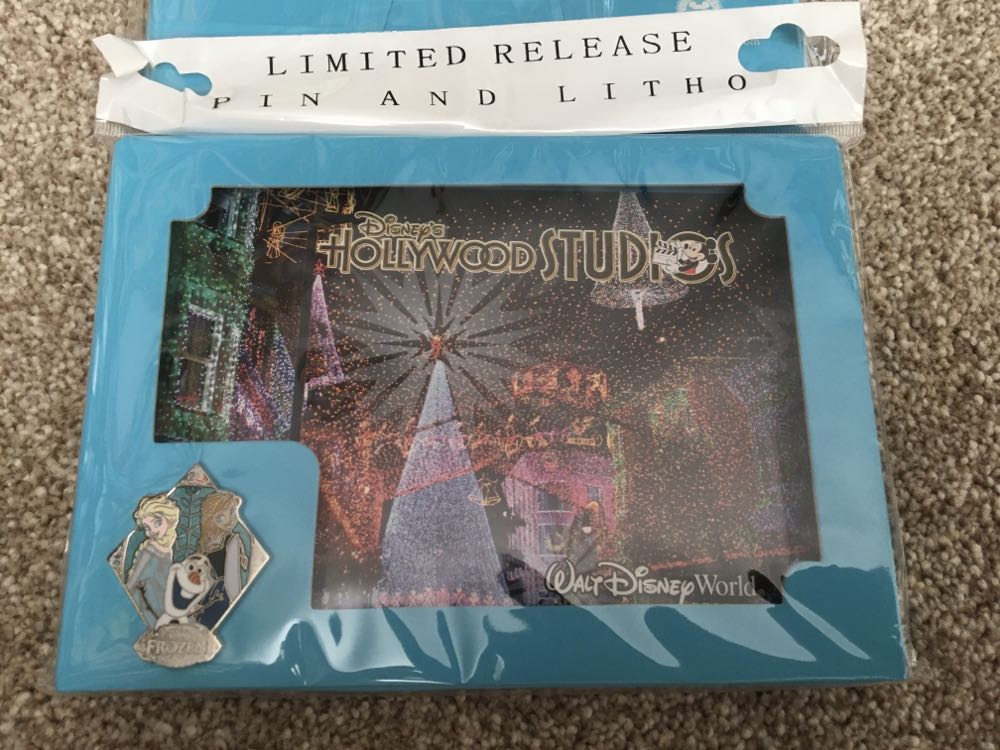 LIMITED RELEASE
PIN AND LITHO
DISNEY'S
HOLLYWOOD STUDIOS
FROZEN
WALT DISNEY World